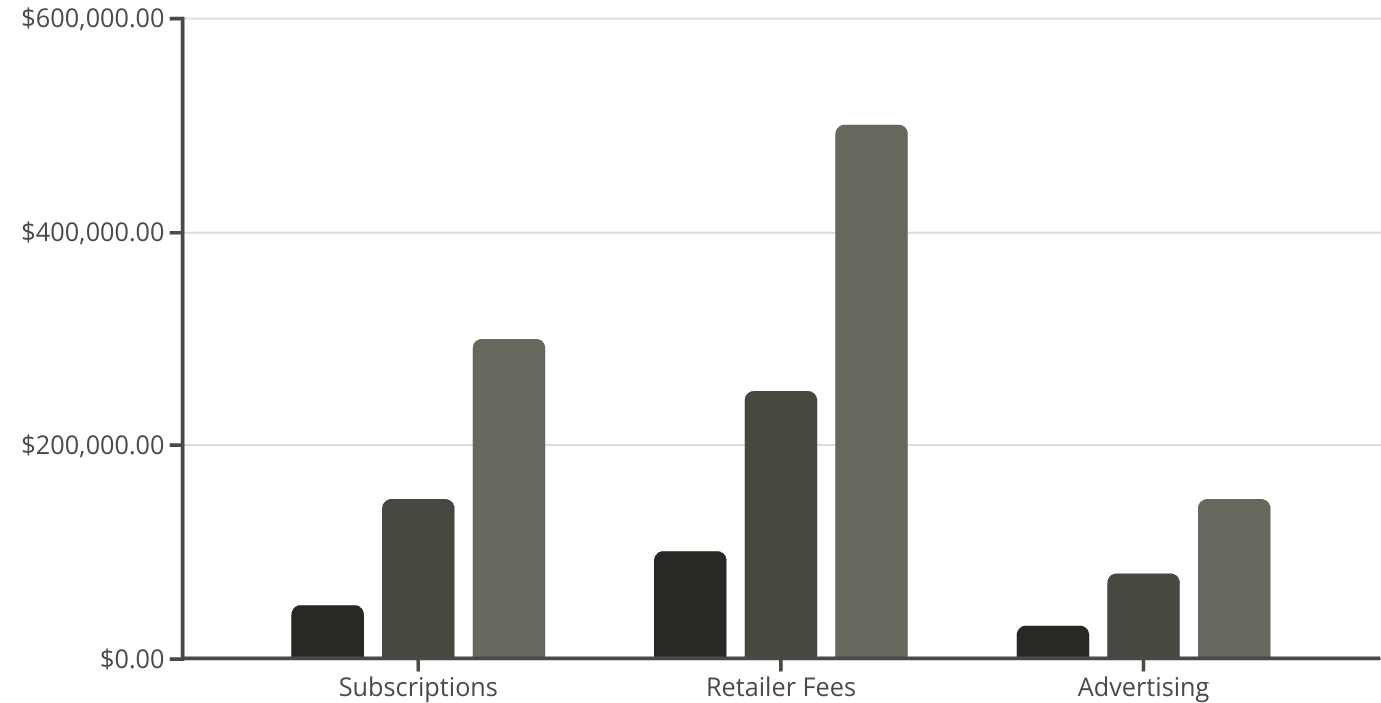 $600,000.00
$400,000.00
$200,000.00
$0.00
Subscriptions
Retailer Fees
Advertising